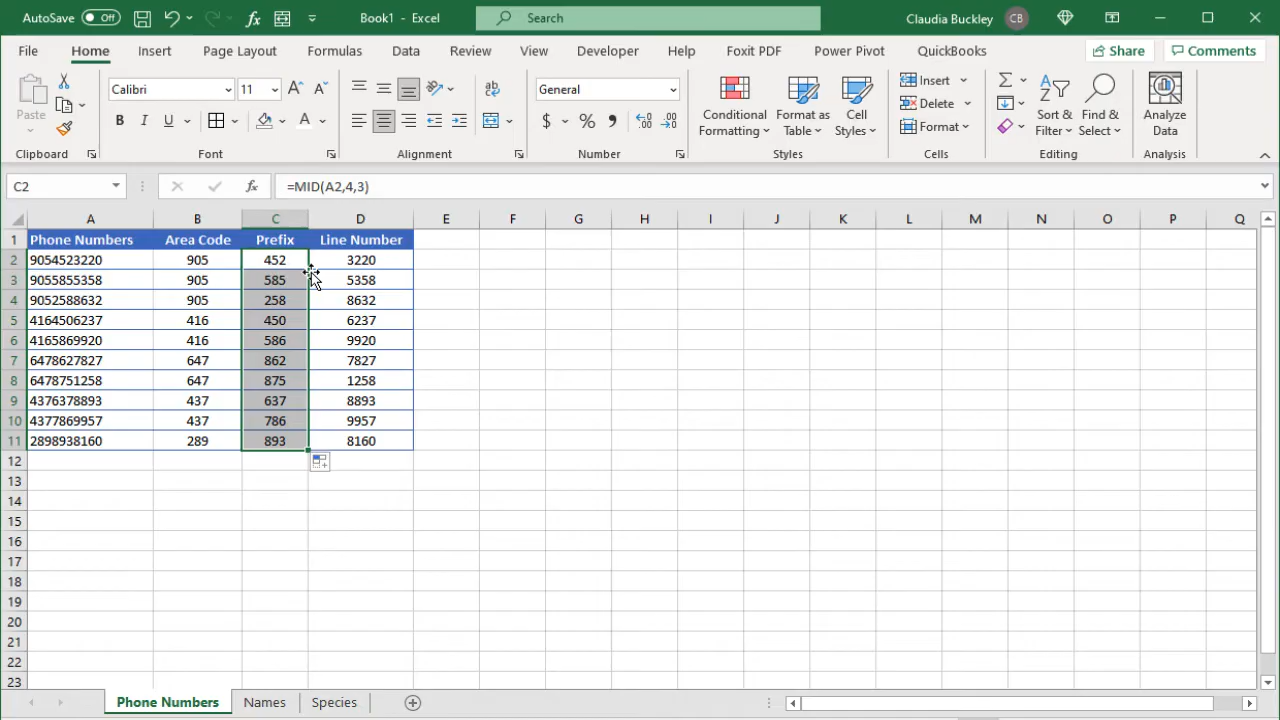 AutoSave Off Book1 - Excel Search Claudia Buckley CB
File Home Insert Page Layout Formulas Data Review View Developer Help Foxit PDF Power Pivot QuickBooks Share Comments
Paste
Calibri 11
B I U
ab
General
$ % ,
Conditional Formatting
Format as Table
Cell Styles
Insert
Delete
Format
Sort & Filter
Find & Select
Analyze Data
Clipboard Font Alignment Number Styles Cells Editing Analysis
C2 fx =MID(A2,4,3)
A B C D E F G H I J K L M N O P Q
1 Phone Numbers Area Code Prefix Line Number
2 9054523220 905 452 3220
3 9055855358 905 585 5358
4 9052588632 905 258 8632
5 4164506237 416 450 6237
6 4165869920 416 586 9920
7 6478627827 647 862 7827
8 6478751258 647 875 1258
9 4376378893 437 637 8893
10 4377869957 437 786 9957
11 2898938160 289 893 8160
12
13
14
15
16
17
18
19
20
21
22
23
Phone Numbers Names Species